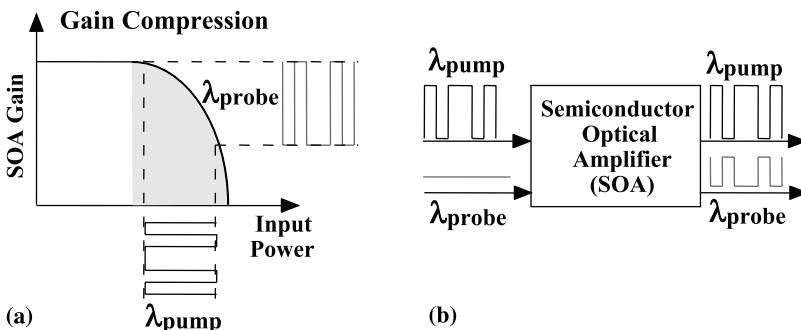 Gain Compression
SOA Gain
λprobe
Input
Power
λpump
(a)
λpump
λpump
Semiconductor
Optical
Amplifier
(SOA)
λprobe
λprobe
(b)